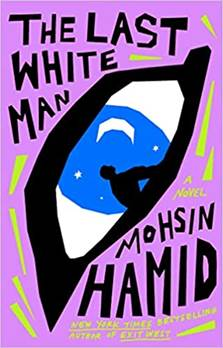 THE LAST
WHITE
MAN
A NOVEL
MOHSIN
HAMID
NEW YORK TIMES BESTSELLING
AUTHOR OF EXIT WEST